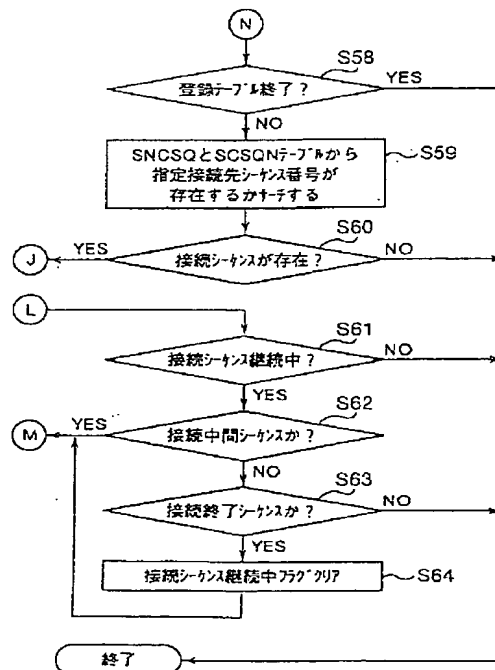 N
S58
登録テーブル終了？
YES
NO
SNCSQとSCSQNテーブルから
指定接続先シーケンス番号が
存在するかサーチする
S59
S60
J
YES
接続シーケンスが存在？
NO
L
S61
接続シーケンス継続中？
NO
YES
S62
M
YES
接続中間シーケンスか？
NO
S63
接続終了シーケンスか？
NO
YES
接続シーケンス継続中フラグクリア
S64
終了